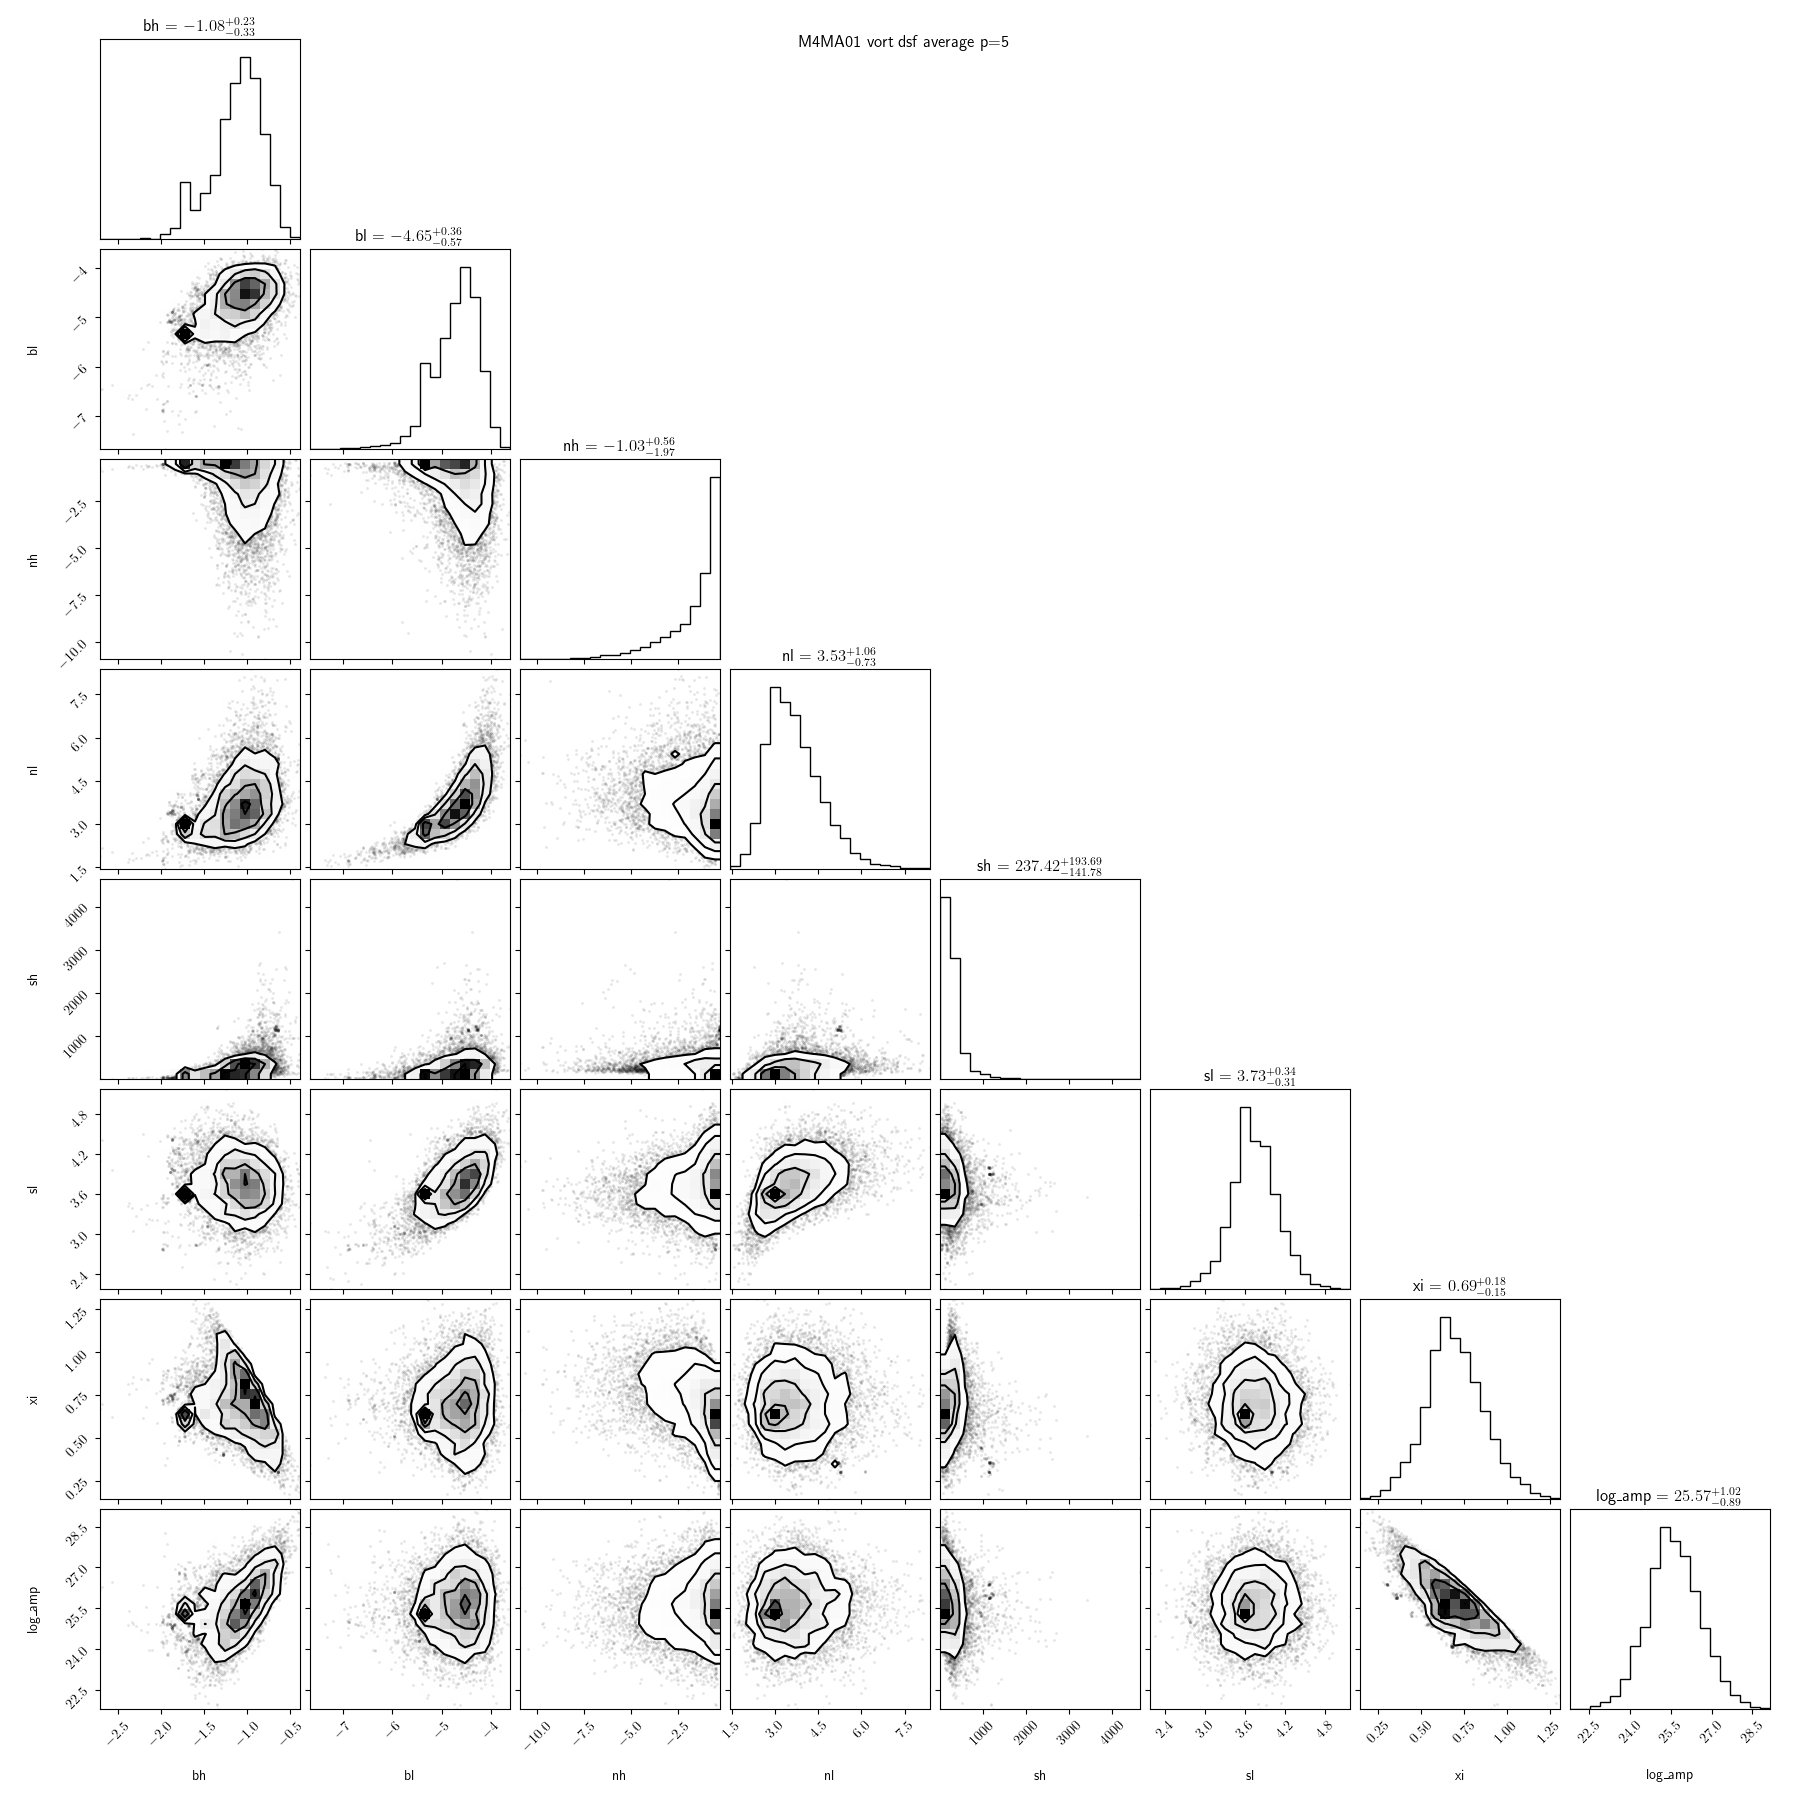 M4MA01 vort dsf average p=5
bh = −1.08+0.23−0.33
bl = −4.65+0.36−0.57
−4
−5
−6
−7
bl
nh = −1.03+0.56−1.97
−2.5
−5.0
−7.5
−10.0
nh
nl = 3.53+1.06−0.73
7.5
6.0
4.5
3.0
1.5
nl
sh = 237.42+193.69−141.78
4000
3000
2000
1000
sh
sl = 3.73+0.34−0.31
4.8
4.2
3.6
3.0
2.4
sl
xi = 0.69+0.18−0.15
1.25
1.00
0.75
0.50
0.25
xi
log_amp = 25.57+1.02−0.89
28.5
27.0
25.5
24.0
22.5
log_amp
−2.5 −2.0 −1.5 −1.0 −0.5 −7 −6 −5 −4 −10.0 −7.5 −5.0 −2.5 1.5 3.0 4.5 6.0 7.5 1000 2000 3000 4000 2.4 3.0 3.6 4.2 4.8 0.25 0.50 0.75 1.00 1.25 22.5 24.0 25.5 27.0 28.5
bh bl nh nl sh sl xi log_amp